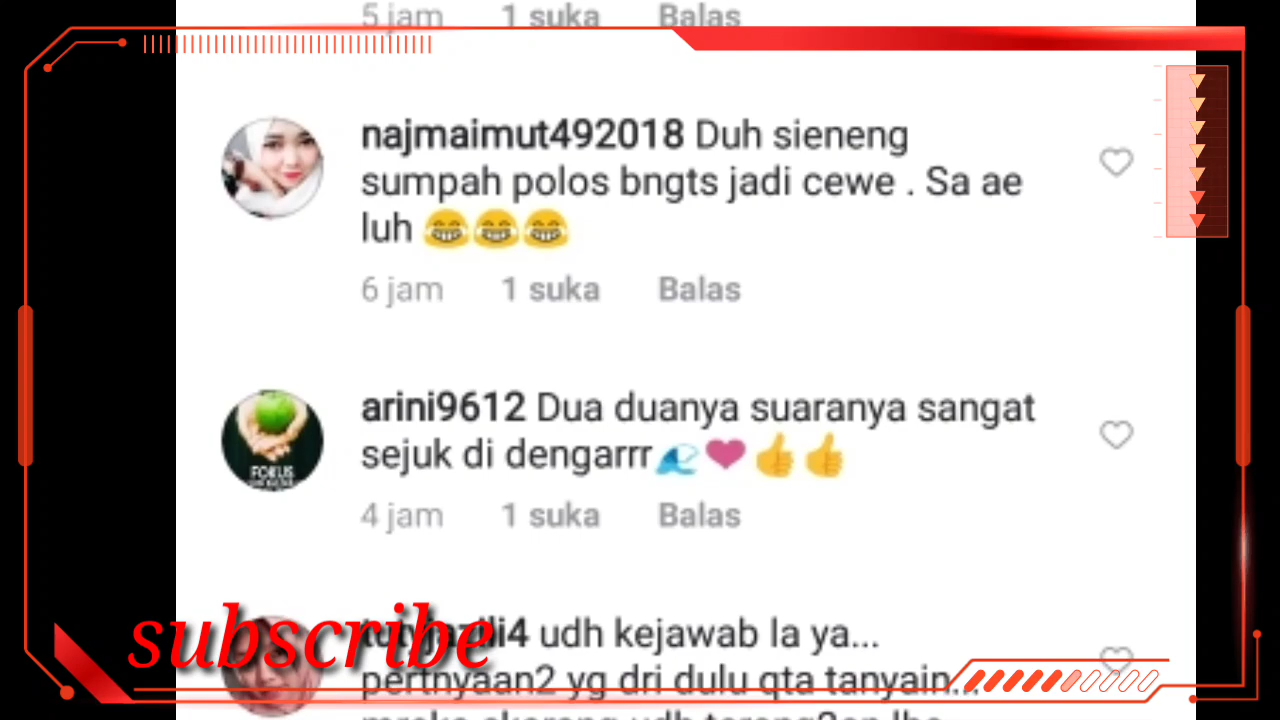 5 jam 1 suka Balas
najmaimut492018 Duh sieneng
sumpah polos bngts jadi cewe . Sa ae
luh 😂😂😂
6 jam 1 suka Balas
arini9612 Dua duanya suaranya sangat
sejuk di dengarrr🌊❤️👍👍
4 jam 1 suka Balas
FOKUS
subscribe
udh kejawab la ya...
pertnyaan2 yg dri dulu qta tanyain...